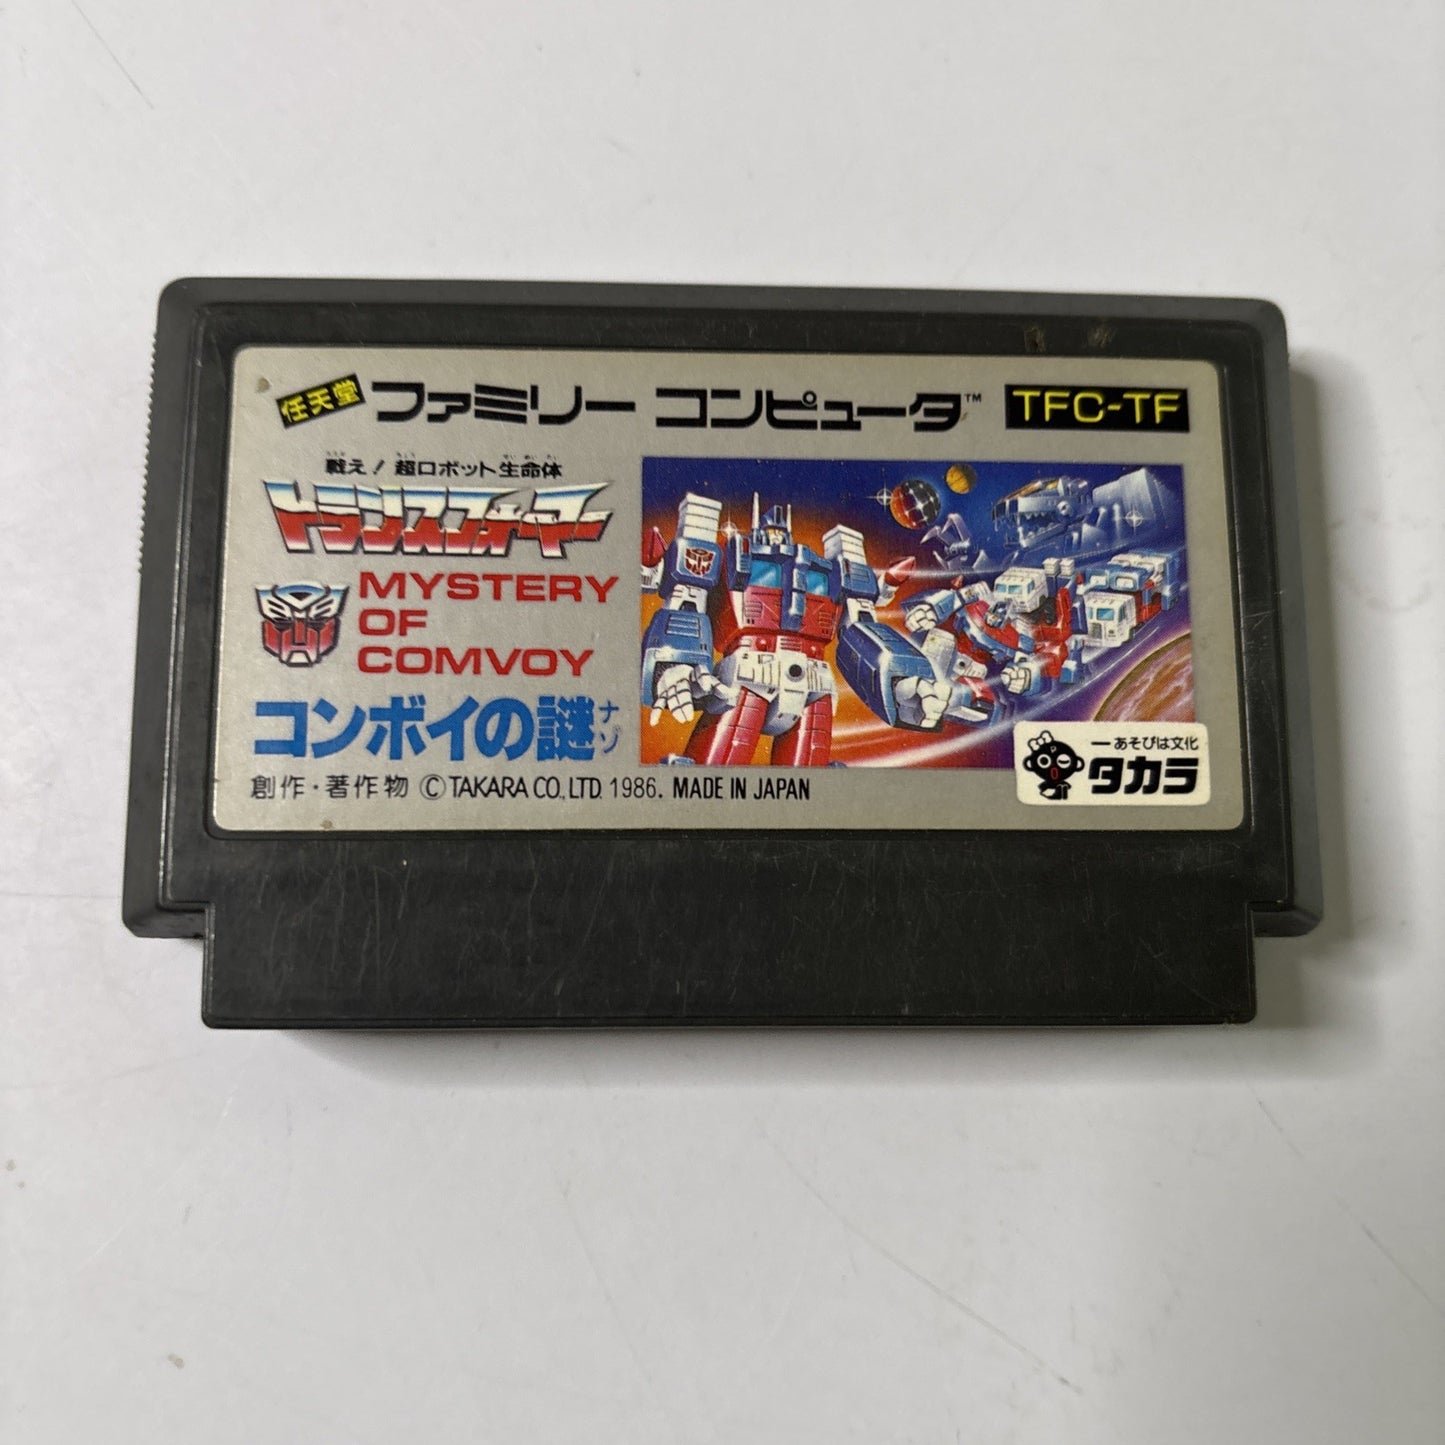 任天堂 ファミリー コンピュータ™ TFC-TF
戦え！超ロボット生命体
トランスフォーマー
MYSTERY
OF
COMVOY
コンボイの謎
ナゾ
創作・著作物 ©TAKARA CO.,LTD. 1986. MADE IN JAPAN
あそびは文化
タカラ